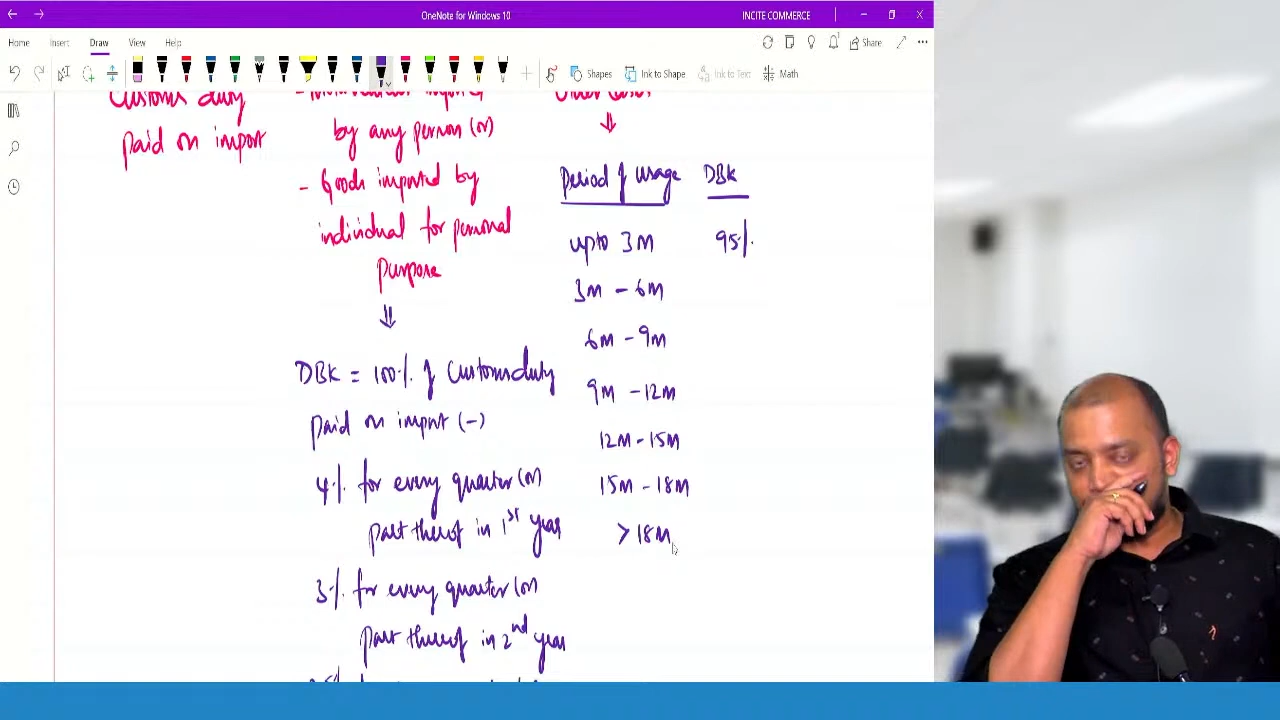 OneNote for Windows 10
INCITE COMMERCE
Home
Insert
Draw
View
Help
Share
Shapes
Ink to Shape
Ink to Text
Math
Customs duty
paid on import
by any person (or)
- Goods imported by
individual for personal
purpose
⇓
DBK = 100% of Customs duty
paid on import (-)
4% for every quarter (or)
part thereof in 1st year
3% for every quarter (or)
part thereof in 2nd year
Other cases
Period of usage DBK
upto 3M 95%
3M - 6M
6M - 9M
9M - 12M
12M - 15M
15M - 18M
> 18M